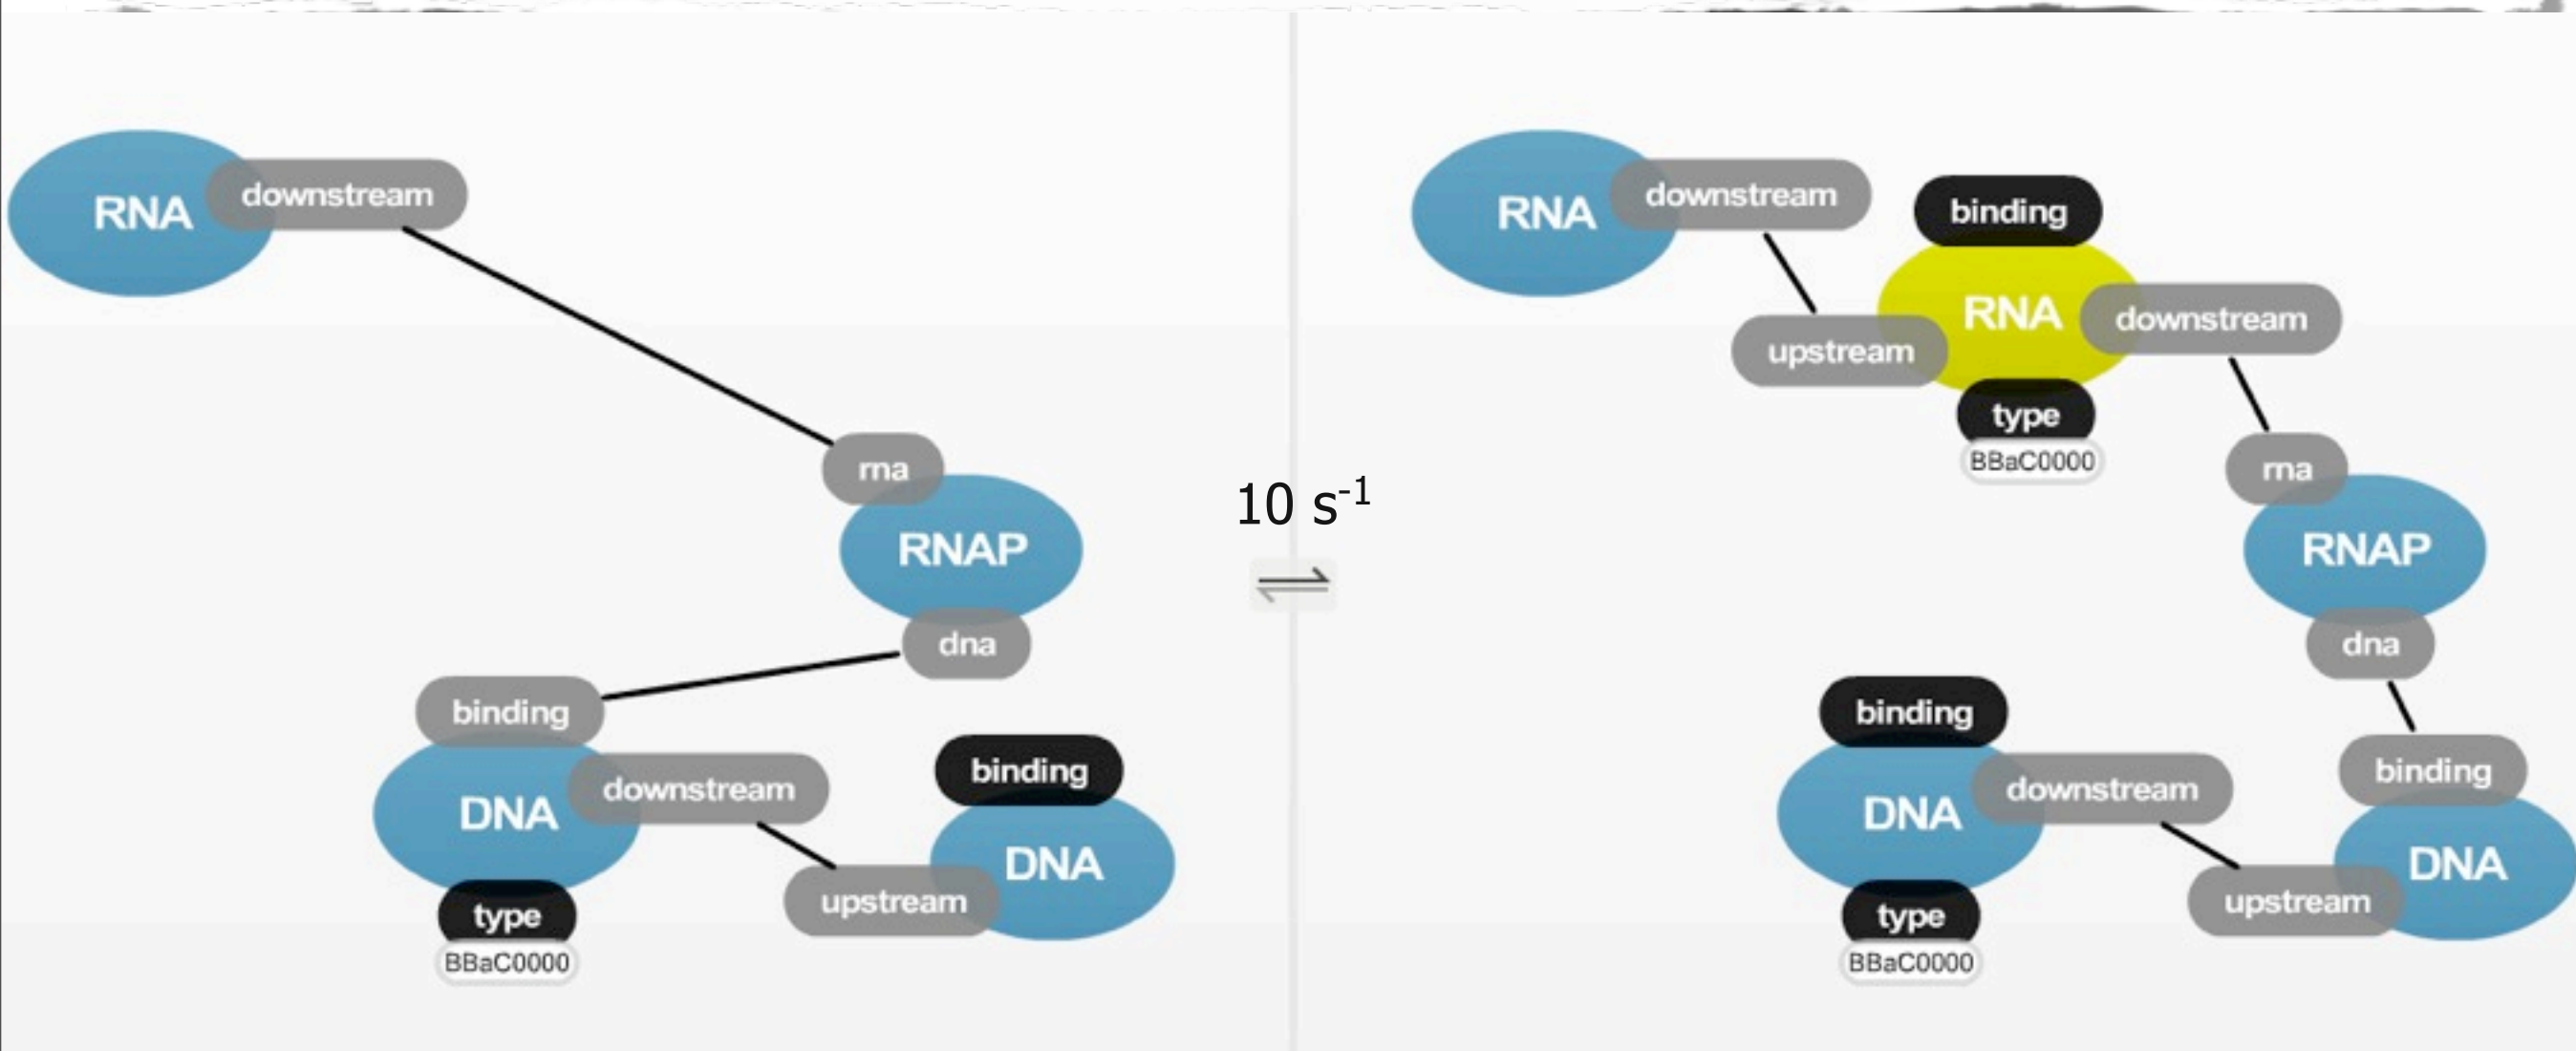 RNA
downstream
rna
RNAP
dna
binding
DNA
downstream
type
BBaC0000
binding
DNA
upstream
10 s-1
RNA
downstream
binding
RNA
upstream
downstream
type
BBaC0000
rna
RNAP
dna
binding
DNA
downstream
type
BBaC0000
binding
DNA
upstream